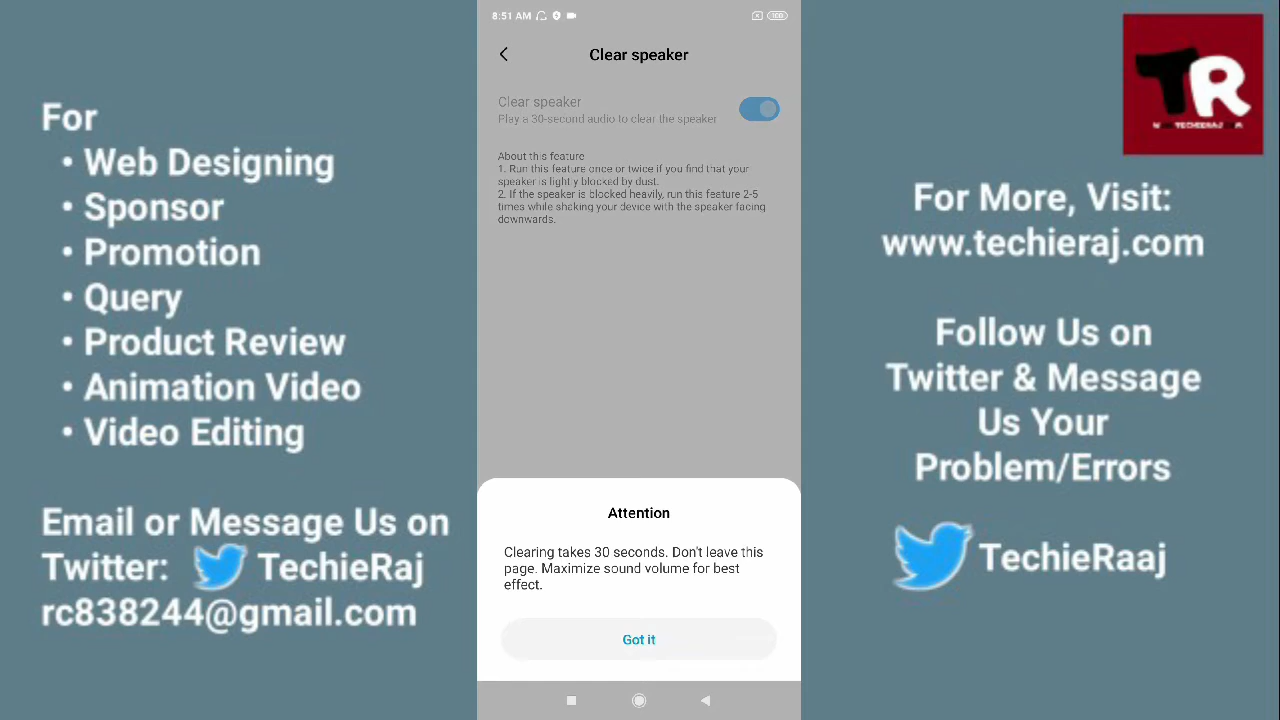 For
• Web Designing
• Sponsor
• Promotion
• Query
• Product Review
• Animation Video
• Video Editing
Email or Message Us on
Twitter: TechieRaj
rc838244@gmail.com
8:51 AM
100
Clear speaker
Clear speaker
Play a 30-second audio to clear the speaker
About this feature
1. Run this feature once or twice if you find that your
speaker is lightly blocked by dust.
2. If the speaker is blocked heavily, run this feature 2-5
times while shaking your device with the speaker facing
downwards.
Attention
Clearing takes 30 seconds. Don't leave this
page. Maximize sound volume for best
effect.
Got it
TR
For More, Visit:
www.techieraj.com
Follow Us on
Twitter & Message
Us Your
Problem/Errors
TechieRaaj